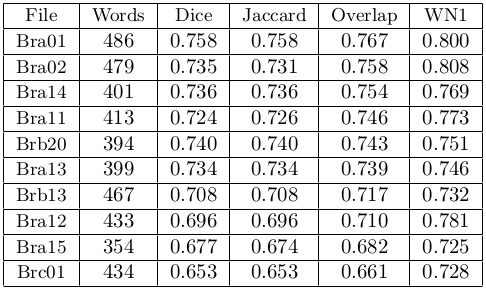 File Words Dice Jaccard Overlap WN1
Bra01 486 0.758 0.758 0.767 0.800
Bra02 479 0.735 0.731 0.758 0.808
Bra14 401 0.736 0.736 0.754 0.769
Bra11 413 0.724 0.726 0.746 0.773
Brb20 394 0.740 0.740 0.743 0.751
Bra13 399 0.734 0.734 0.739 0.746
Brb13 467 0.708 0.708 0.717 0.732
Bra12 433 0.696 0.696 0.710 0.781
Bra15 354 0.677 0.674 0.682 0.725
Brc01 434 0.653 0.653 0.661 0.728